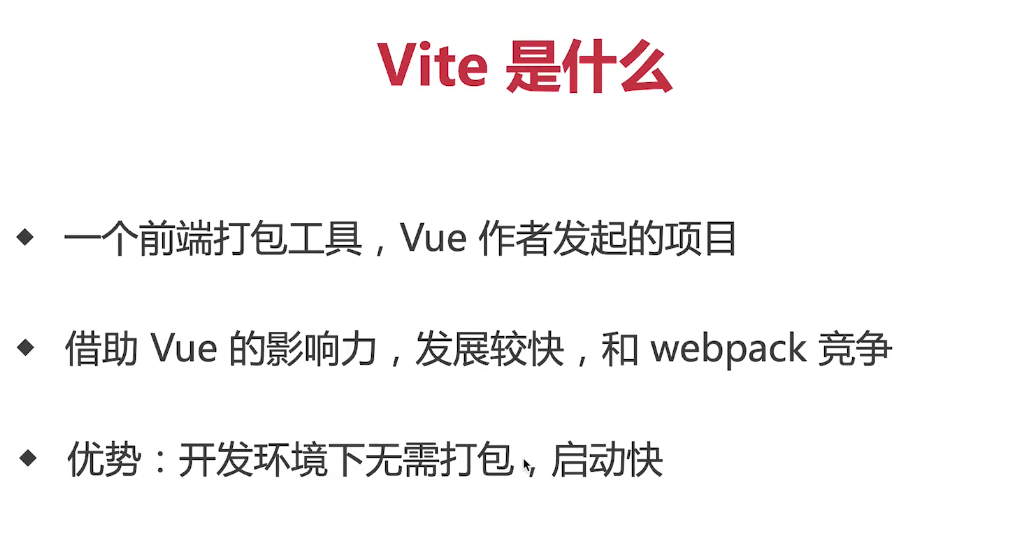 Vite 是什么
◆ 一个前端打包工具，Vue 作者发起的项目
◆ 借助 Vue 的影响力，发展较快，和 webpack 竞争
◆ 优势：开发环境下无需打包，启动快